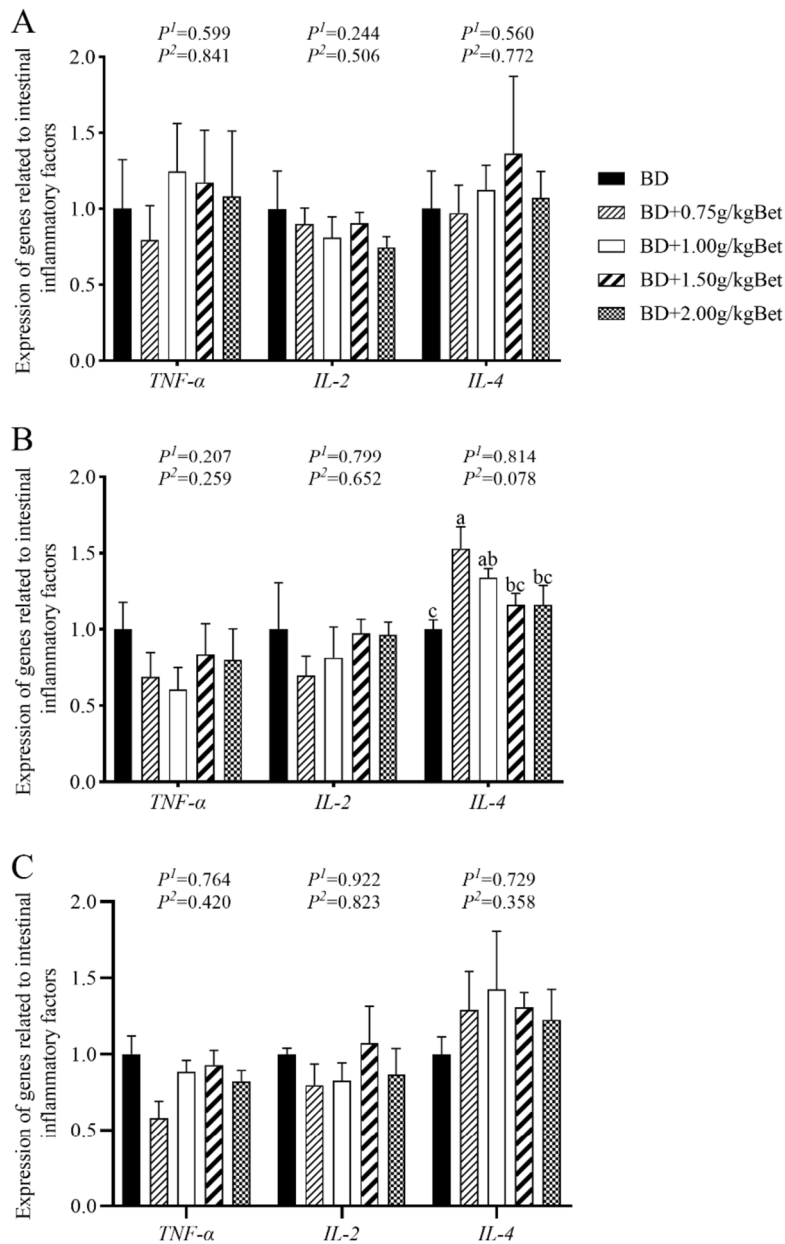 A
P¹=0.599 P¹=0.244 P¹=0.560
P²=0.841 P²=0.506 P²=0.772
Expression of genes related to intestinal
inflammatory factors
2.0
1.5
1.0
0.5
0.0
TNF-α IL-2 IL-4
BD
BD+0.75g/kgBet
BD+1.00g/kgBet
BD+1.50g/kgBet
BD+2.00g/kgBet
B
P¹=0.207 P¹=0.799 P¹=0.814
P²=0.259 P²=0.652 P²=0.078
Expression of genes related to intestinal
inflammatory factors
2.0
1.5
1.0
0.5
0.0
c a ab bc bc
TNF-α IL-2 IL-4
C
P¹=0.764 P¹=0.922 P¹=0.729
P²=0.420 P²=0.823 P²=0.358
Expression of genes related to intestinal
inflammatory factors
2.0
1.5
1.0
0.5
0.0
TNF-α IL-2 IL-4